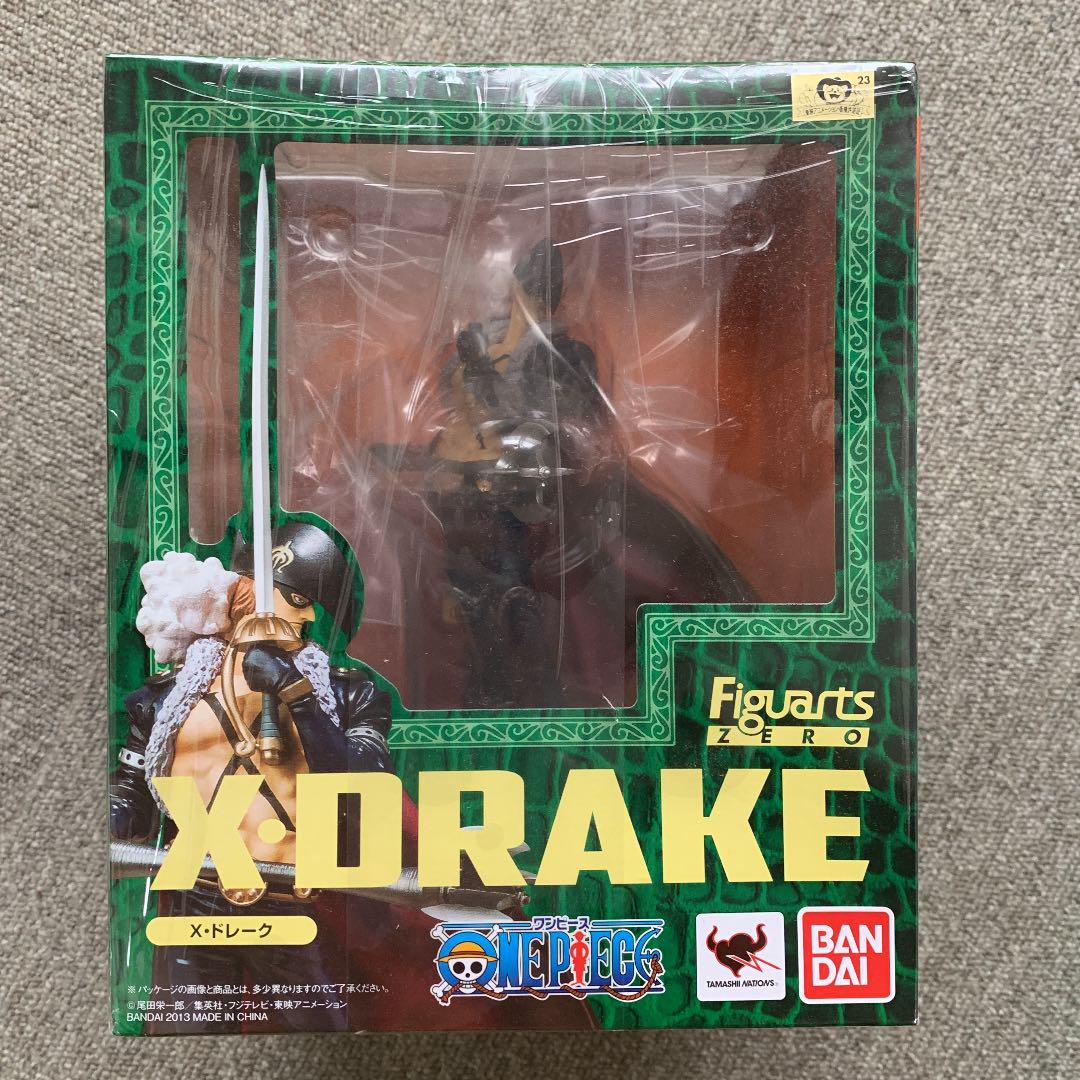 23
Figuarts
ZERO
X・DRAKE
X・ドレーク
ワンピース
ONE PIECE
TAMASHII NATIONS
BAN
DAI
※ パッケージの画像と商品とは、多少異なりますのでご了承ください。
©尾田栄一郎／集英社・フジテレビ・東映アニメーション
BANDAI 2013 MADE IN CHINA